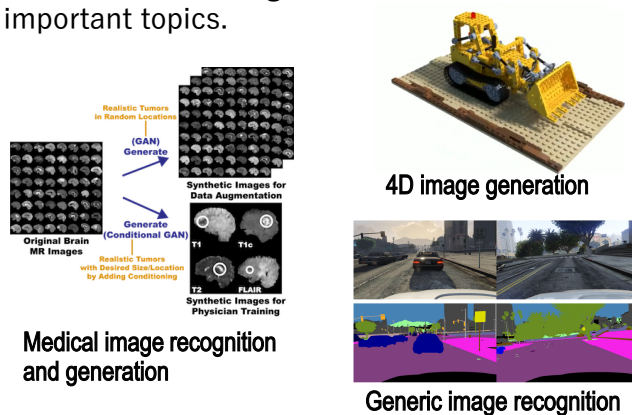 important topics.
Realistic Tumors
in Random Locations
(GAN)
Generate
Synthetic Images for
Data Augmentation
Original Brain
MR Images
Generate
(Conditional GAN)
Realistic Tumors
with Desired Size/Location
by Adding Conditioning
T1
T1c
T2
FLAIR
Synthetic Images for
Physician Training
Medical image recognition
and generation
4D image generation
Generic image recognition